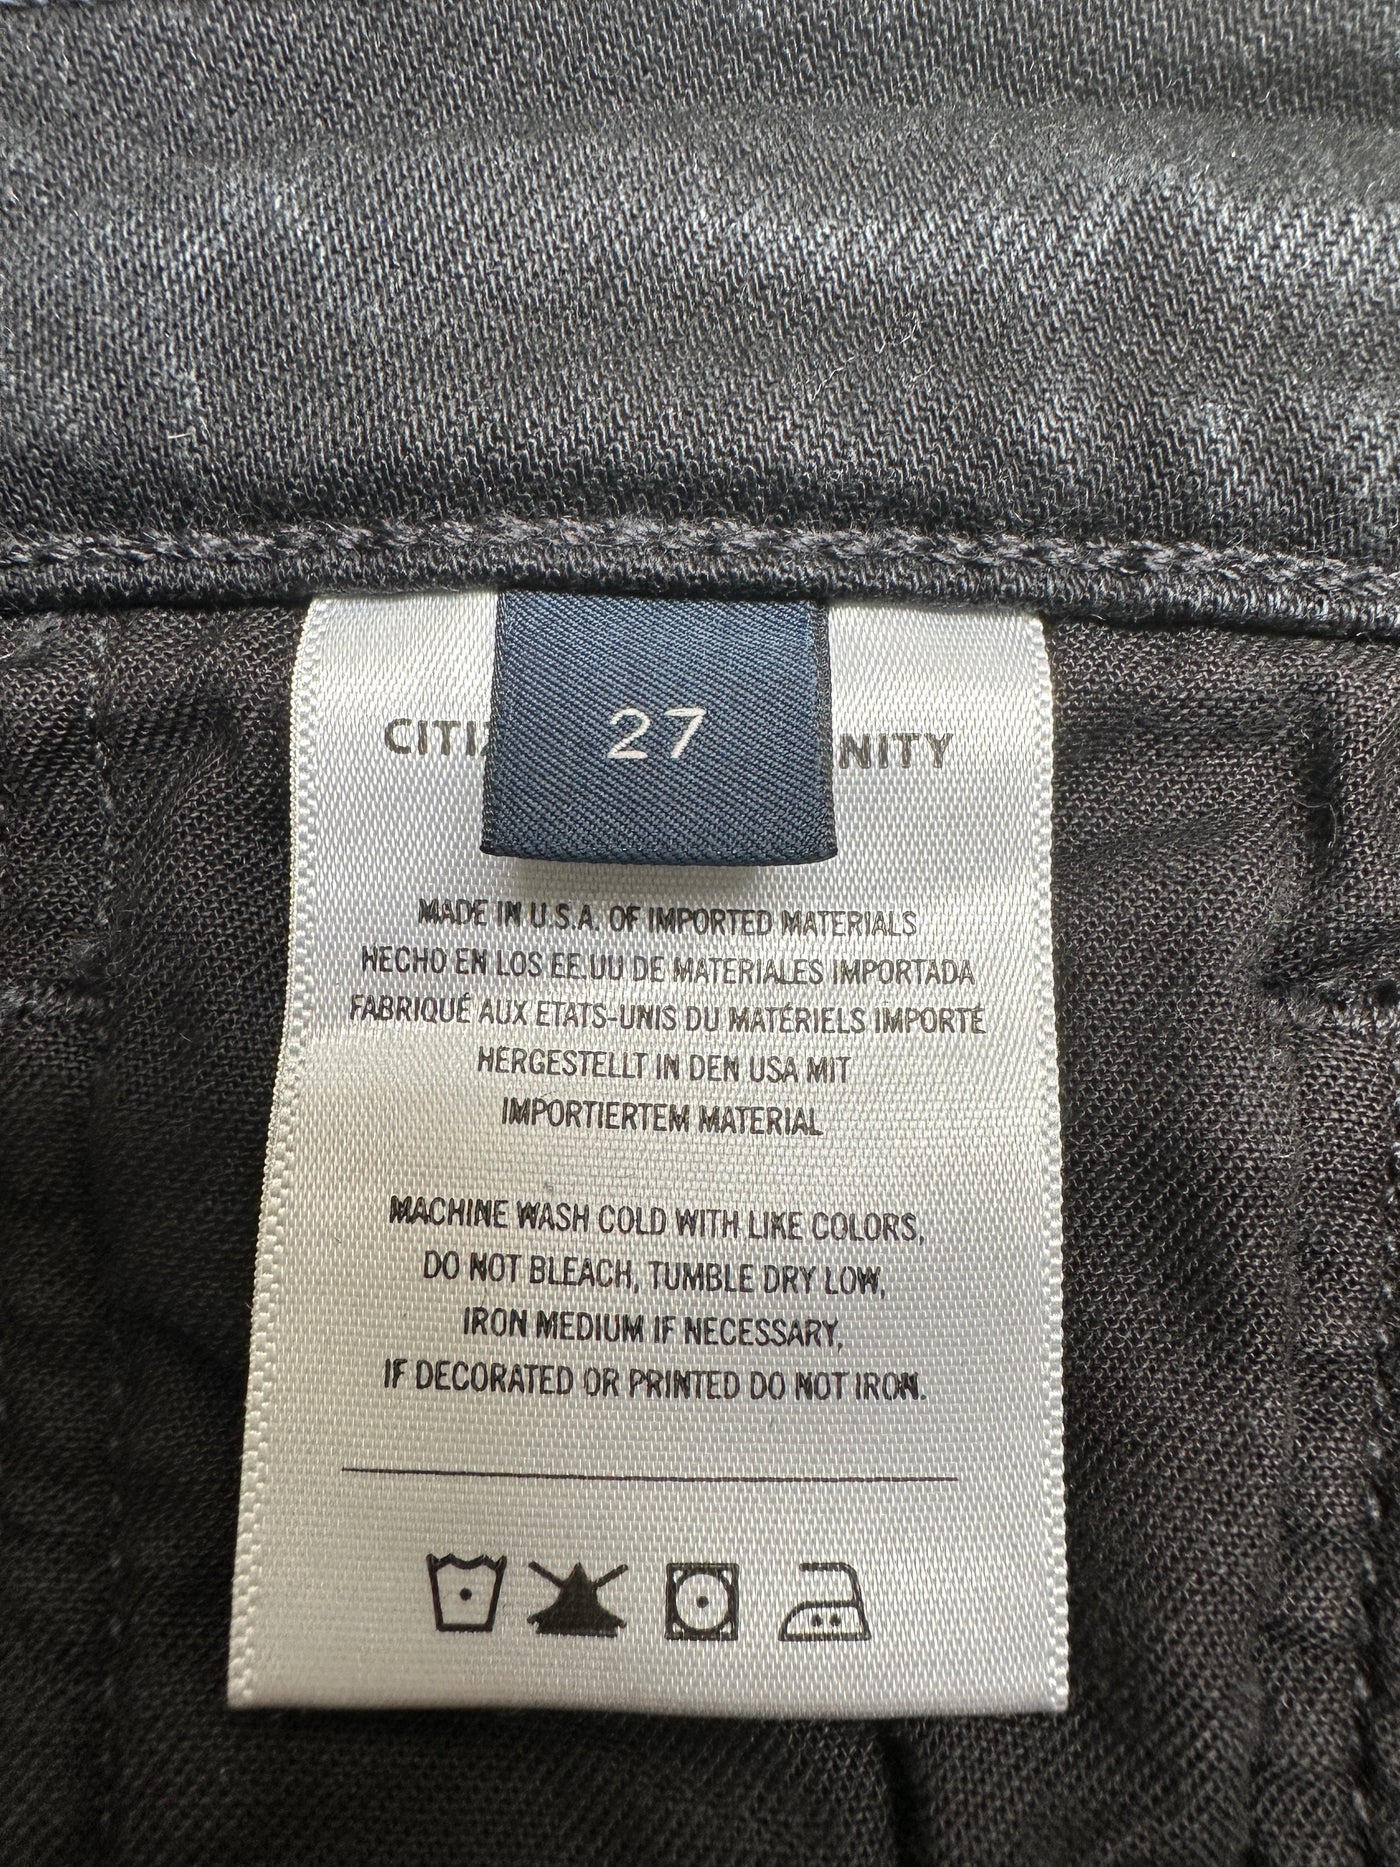 27
CITI NITY
MADE IN U.S.A. OF IMPORTED MATERIALS
HECHO EN LOS EE.UU DE MATERIALES IMPORTADA
FABRIQUÉ AUX ETATS-UNIS DU MATÉRIELS IMPORTÉ
HERGESTELLT IN DEN USA MIT
IMPORTIERTEM MATERIAL
MACHINE WASH COLD WITH LIKE COLORS,
DO NOT BLEACH, TUMBLE DRY LOW,
IRON MEDIUM IF NECESSARY,
IF DECORATED OR PRINTED DO NOT IRON.